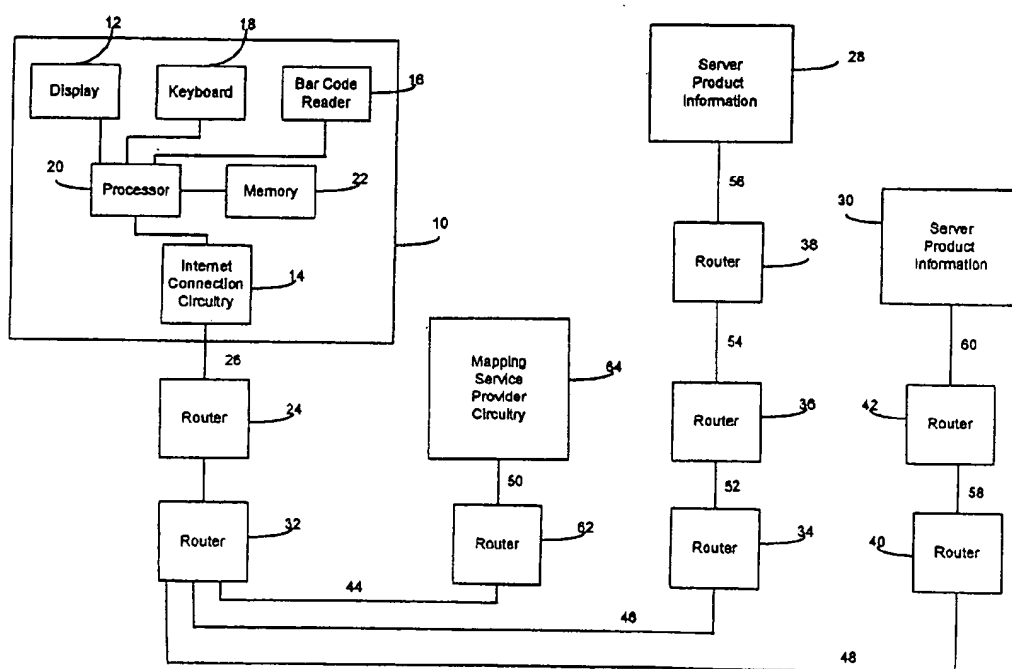 12
18
Display
Keyboard
Bar Code
Reader
16
20
Processor
Memory
22
10
Internet
Connection
Circuitry
14
26
Router
24
Router
32
Mapping
Service
Provider
Circuitry
64
50
Router
62
44
Server
Product
Information
28
56
Router
38
54
Router
36
52
Router
34
46
30
Server
Product
Information
60
42
Router
58
40
Router
48